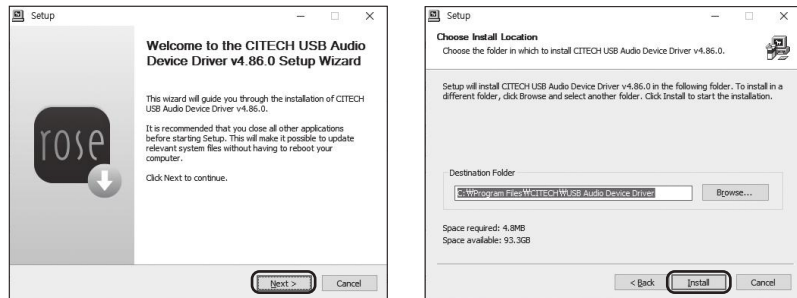 Setup
Welcome to the CITECH USB Audio
Device Driver v4.86.0 Setup Wizard
This wizard will guide you through the installation of CITECH
USB Audio Device Driver v4.86.0.
It is recommended that you close all other applications
before starting Setup. This will make it possible to update
relevant system files without having to reboot your
computer.
Click Next to continue.
rose
Next >
Cancel
Setup
Choose Install Location
Choose the folder in which to install CITECH USB Audio Device Driver v4.86.0.
Setup will install CITECH USB Audio Device Driver v4.86.0 in the following folder. To install in a
different folder, click Browse and select another folder. Click Install to start the installation.
Destination Folder
C:₩Program Files₩CITECH₩USB Audio Device Driver
Browse...
Space required: 4.8MB
Space available: 93.3GB
< Back
Install
Cancel